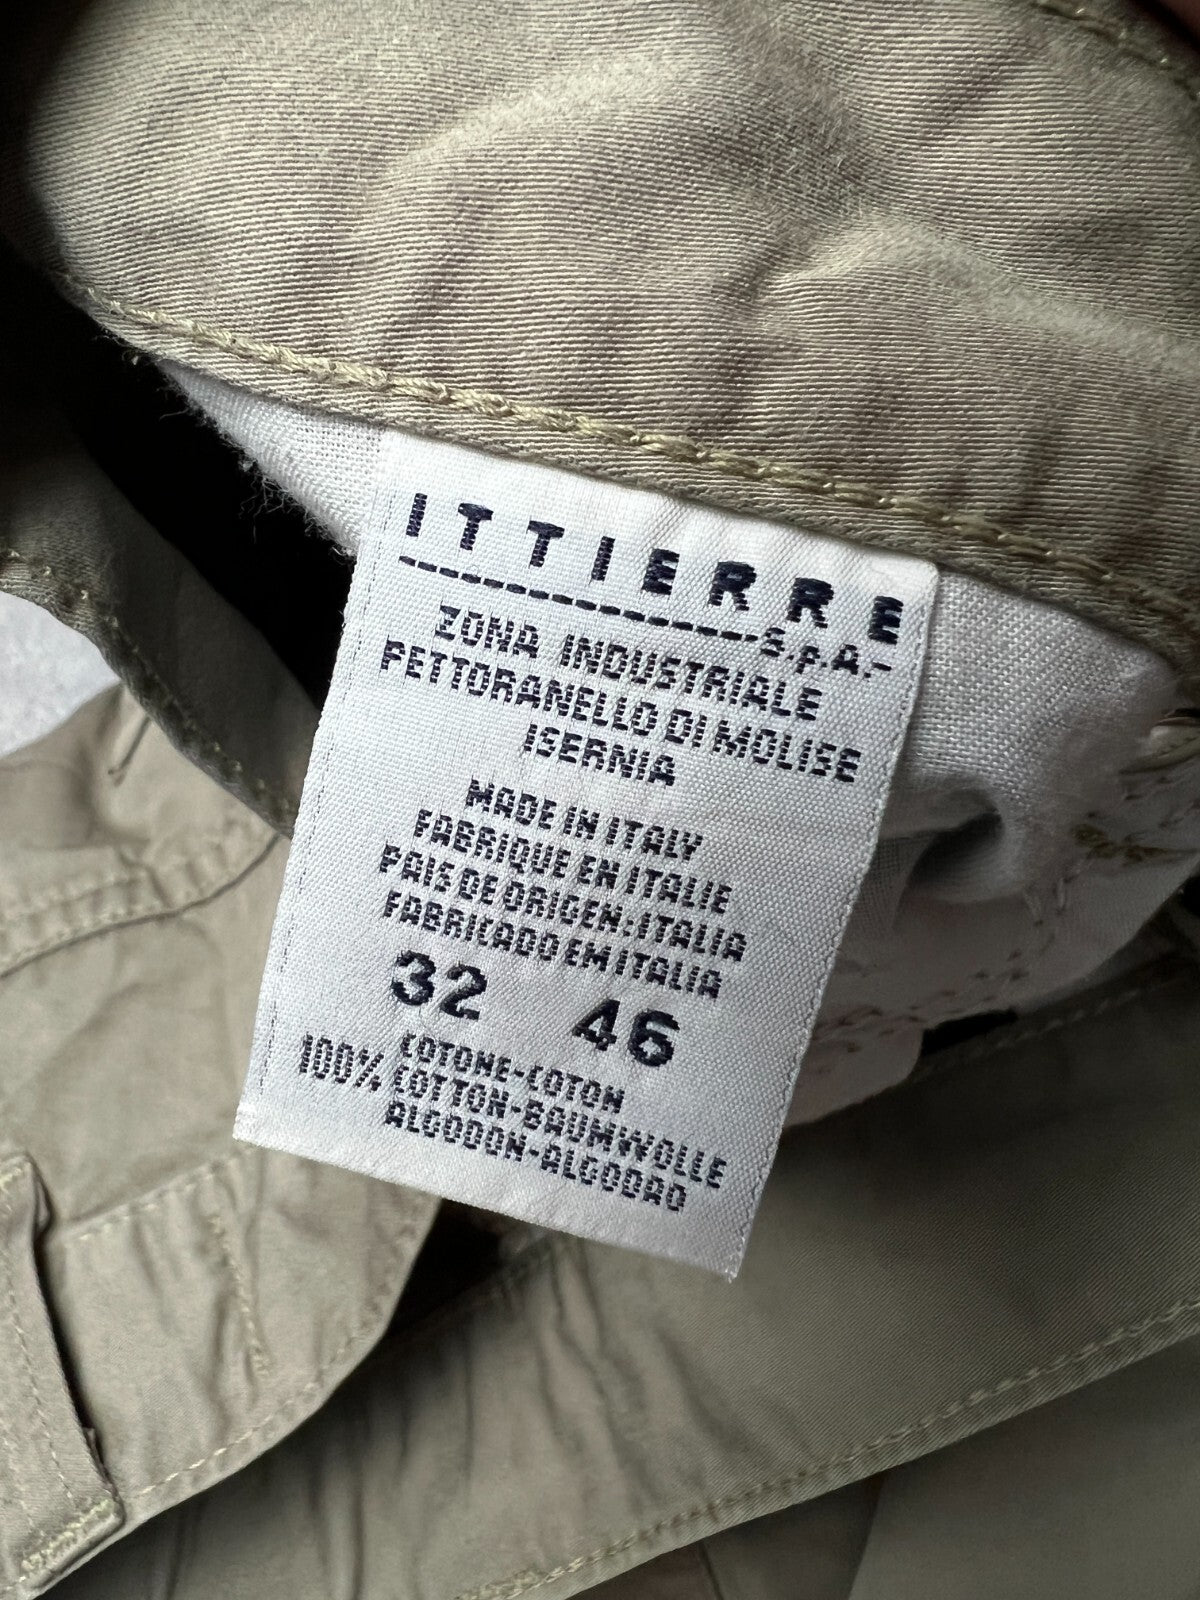 ITTIERRE
S.p.A.-
ZONA INDUSTRIALE
PETTORANELLO DI MOLISE
ISERNIA
MADE IN ITALY
FABRIQUE EN ITALIE
PAIS DE ORIGEN:ITALIA
FABRICADO EM ITALIA
32 46
100% COTONE-COTON
COTTON-BAUMWOLLE
ALGODON-ALGODAO